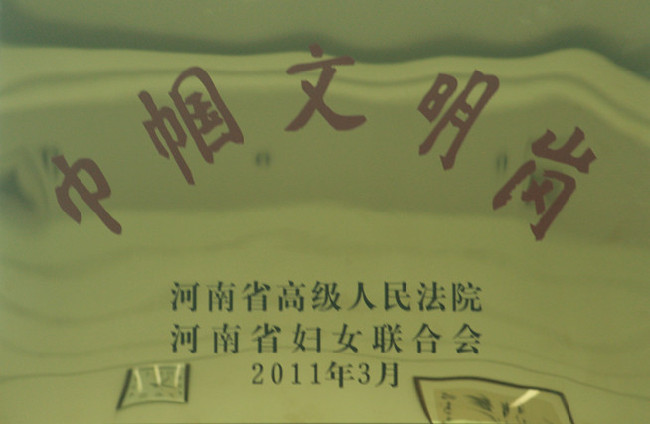 巾帼文明岗
河南省高级人民法院
河南省妇女联合会
2011年3月